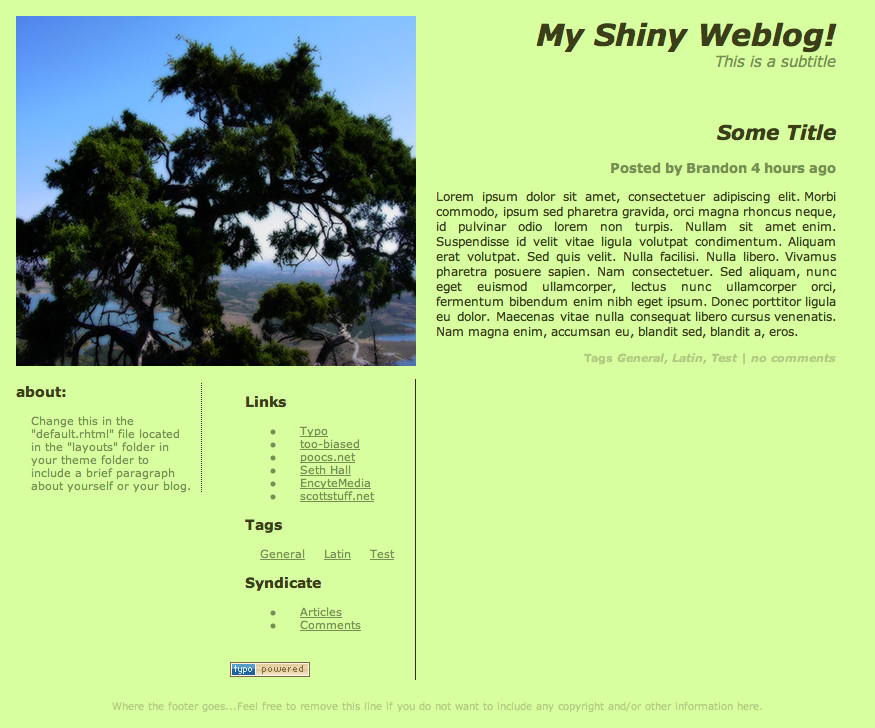 My Shiny Weblog!
This is a subtitle
Some Title
Posted by Brandon 4 hours ago
Lorem ipsum dolor sit amet, consectetuer adipiscing elit. Morbi
commodo, ipsum sed pharetra gravida, orci magna rhoncus neque,
id pulvinar odio lorem non turpis. Nullam sit amet enim.
Suspendisse id velit vitae ligula volutpat condimentum. Aliquam
erat volutpat. Sed quis velit. Nulla facilisi. Nulla libero. Vivamus
pharetra posuere sapien. Nam consectetuer. Sed aliquam, nunc
eget euismod ullamcorper, lectus nunc ullamcorper orci,
fermentum bibendum enim nibh eget ipsum. Donec porttitor ligula
eu dolor. Maecenas vitae nulla consequat libero cursus venenatis.
Nam magna enim, accumsan eu, blandit sed, blandit a, eros.
Tags General, Latin, Test | no comments
about:
Change this in the
"default.rhtml" file located
in the "layouts" folder in
your theme folder to
include a brief paragraph
about yourself or your blog.
Links
Typo
too-biased
poocs.net
Seth Hall
EncyteMedia
scottstuff.net
Tags
General Latin Test
Syndicate
Articles
Comments
typo powered
Where the footer goes...Feel free to remove this line if you do not want to include any copyright and/or other information here.